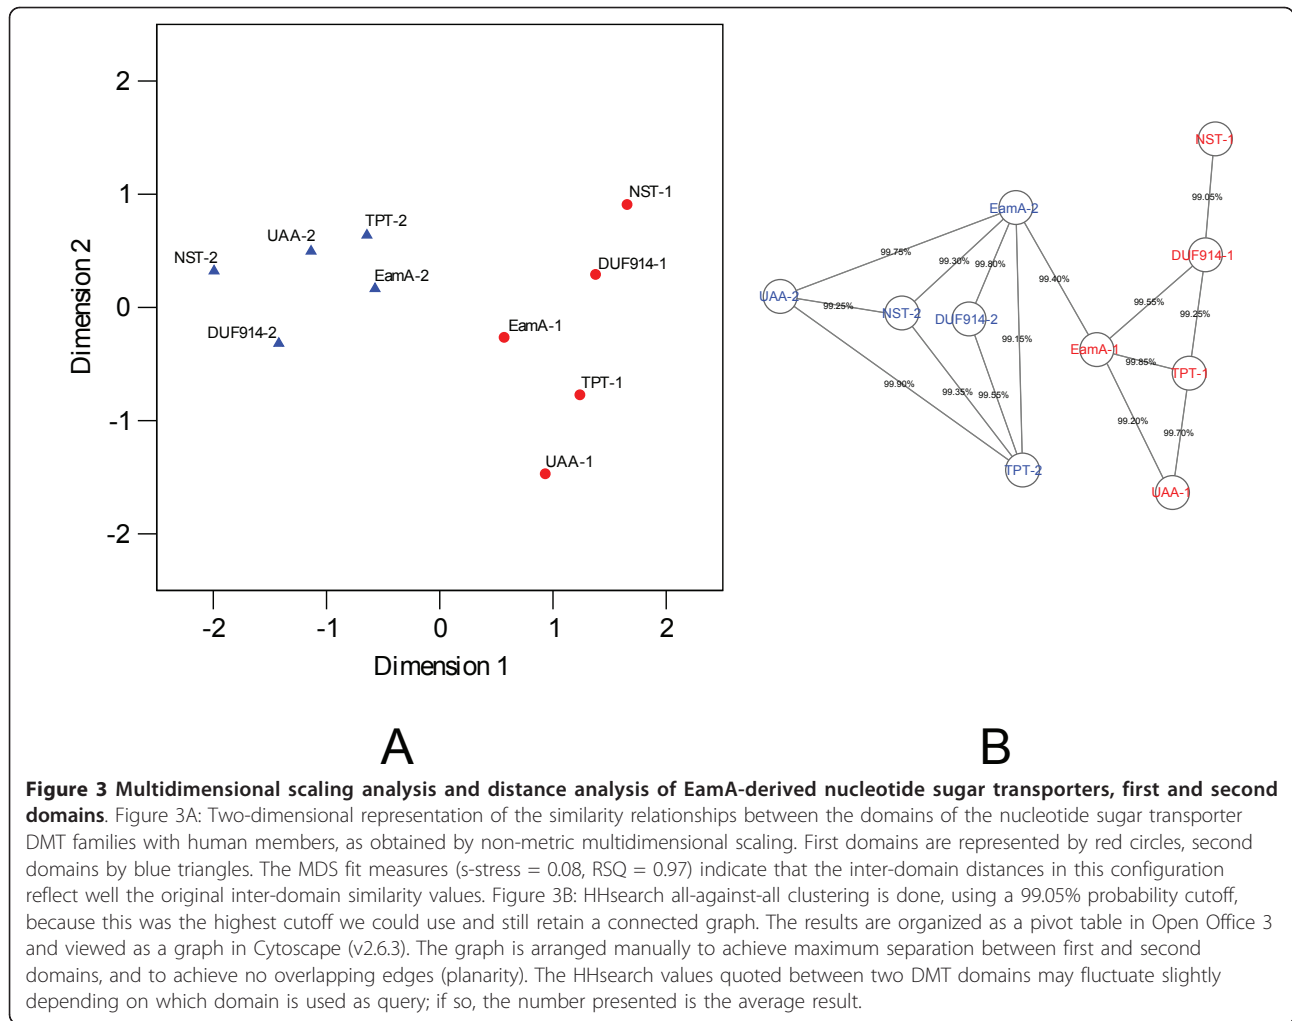 2
1
0
-1
-2
Dimension 2
-2
-1
0
1
2
Dimension 1
NST-1
TPT-2
UAA-2
NST-2
EamA-2
DUF914-1
DUF914-2
EamA-1
TPT-1
UAA-1
A
NST-1
99.05%
EamA-2
DUF914-1
99.75%
99.30%
99.80%
99.40%
UAA-2
99.25%
NST-2
DUF914-2
99.55%
99.25%
99.15%
EamA-1
99.85%
TPT-1
99.90%
99.35%
99.55%
99.20%
99.70%
TPT-2
UAA-1
B
Figure 3 Multidimensional scaling analysis and distance analysis of EamA-derived nucleotide sugar transporters, first and second
domains. Figure 3A: Two-dimensional representation of the similarity relationships between the domains of the nucleotide sugar transporter
DMT families with human members, as obtained by non-metric multidimensional scaling. First domains are represented by red circles, second
domains by blue triangles. The MDS fit measures (s-stress = 0.08, RSQ = 0.97) indicate that the inter-domain distances in this configuration
reflect well the original inter-domain similarity values. Figure 3B: HHsearch all-against-all clustering is done, using a 99.05% probability cutoff,
because this was the highest cutoff we could use and still retain a connected graph. The results are organized as a pivot table in Open Office 3
and viewed as a graph in Cytoscape (v2.6.3). The graph is arranged manually to achieve maximum separation between first and second
domains, and to achieve no overlapping edges (planarity). The HHsearch values quoted between two DMT domains may fluctuate slightly
depending on which domain is used as query; if so, the number presented is the average result.